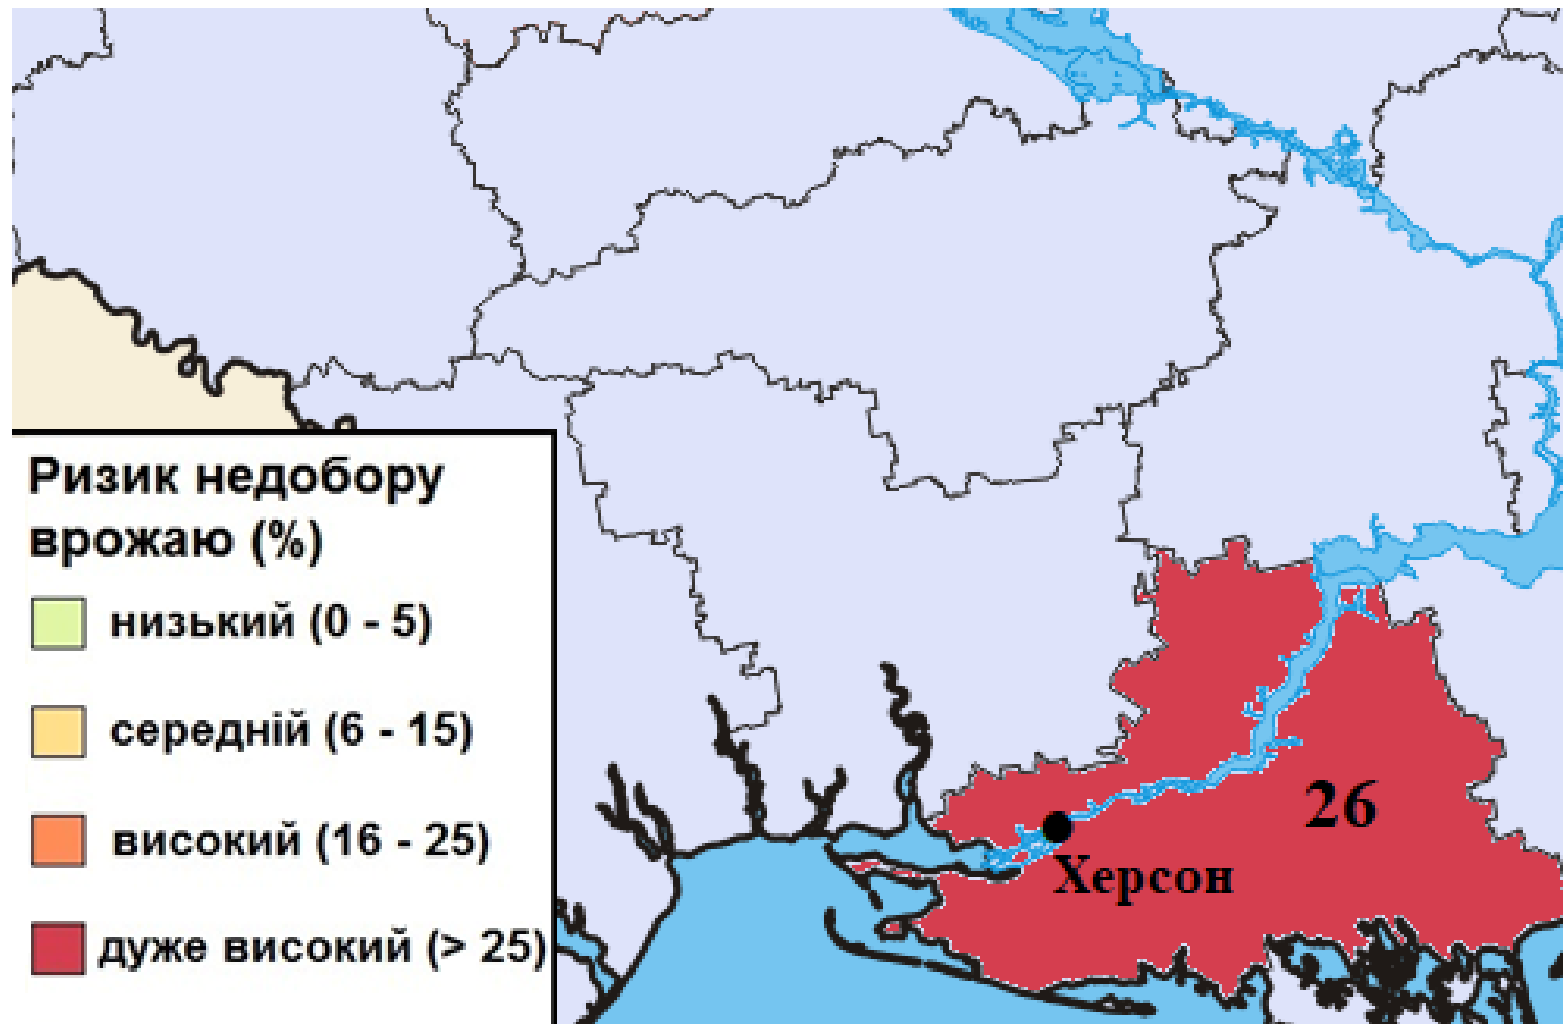 Ризик недобору
врожаю (%)
низький (0 - 5)
середній (6 - 15)
високий (16 - 25)
дуже високий (> 25)
26
Херсон